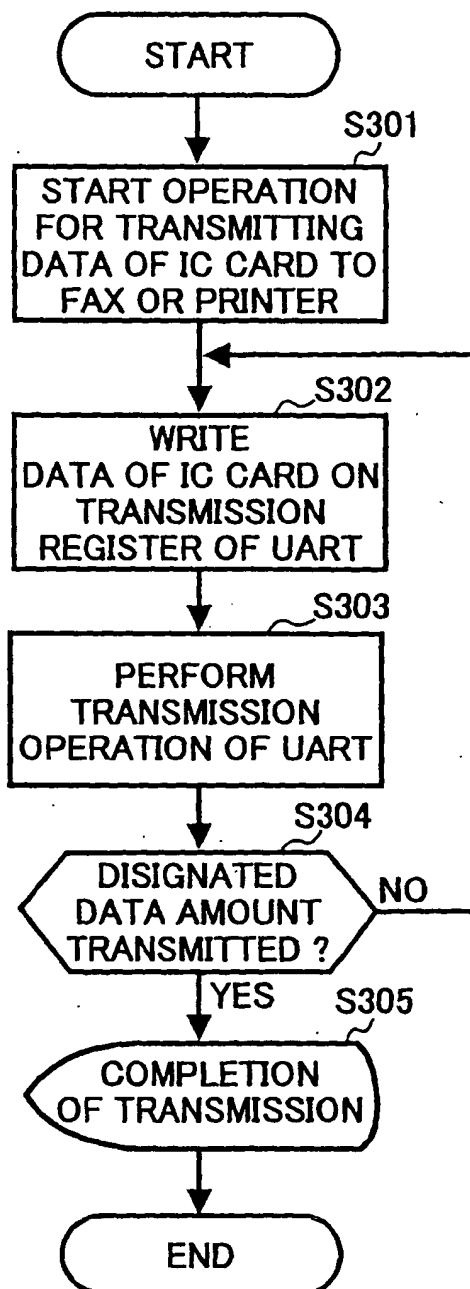 START
S301
START OPERATION
FOR TRANSMITTING
DATA OF IC CARD TO
FAX OR PRINTER
S302
WRITE
DATA OF IC CARD ON
TRANSMISSION
REGISTER OF UART
S303
PERFORM
TRANSMISSION
OPERATION OF UART
S304
DISIGNATED
DATA AMOUNT
TRANSMITTED ?
NO
YES
S305
COMPLETION
OF TRANSMISSION
END